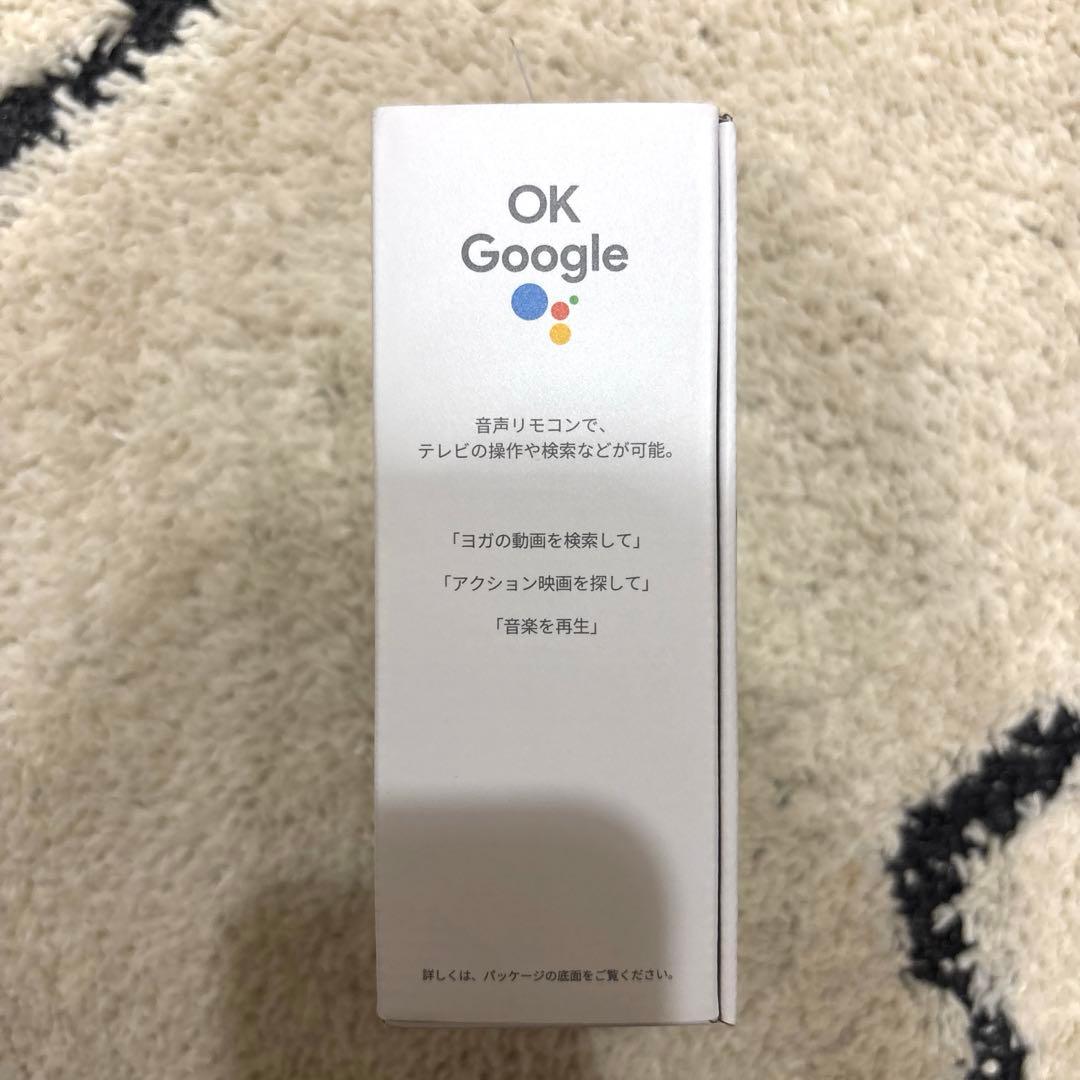 OK
Google
音声リモコンで、
テレビの操作や検索などが可能。
「ヨガの動画を検索して」
「アクション映画を探して」
「音楽を再生」
詳しくは、パッケージの底面をご覧ください。